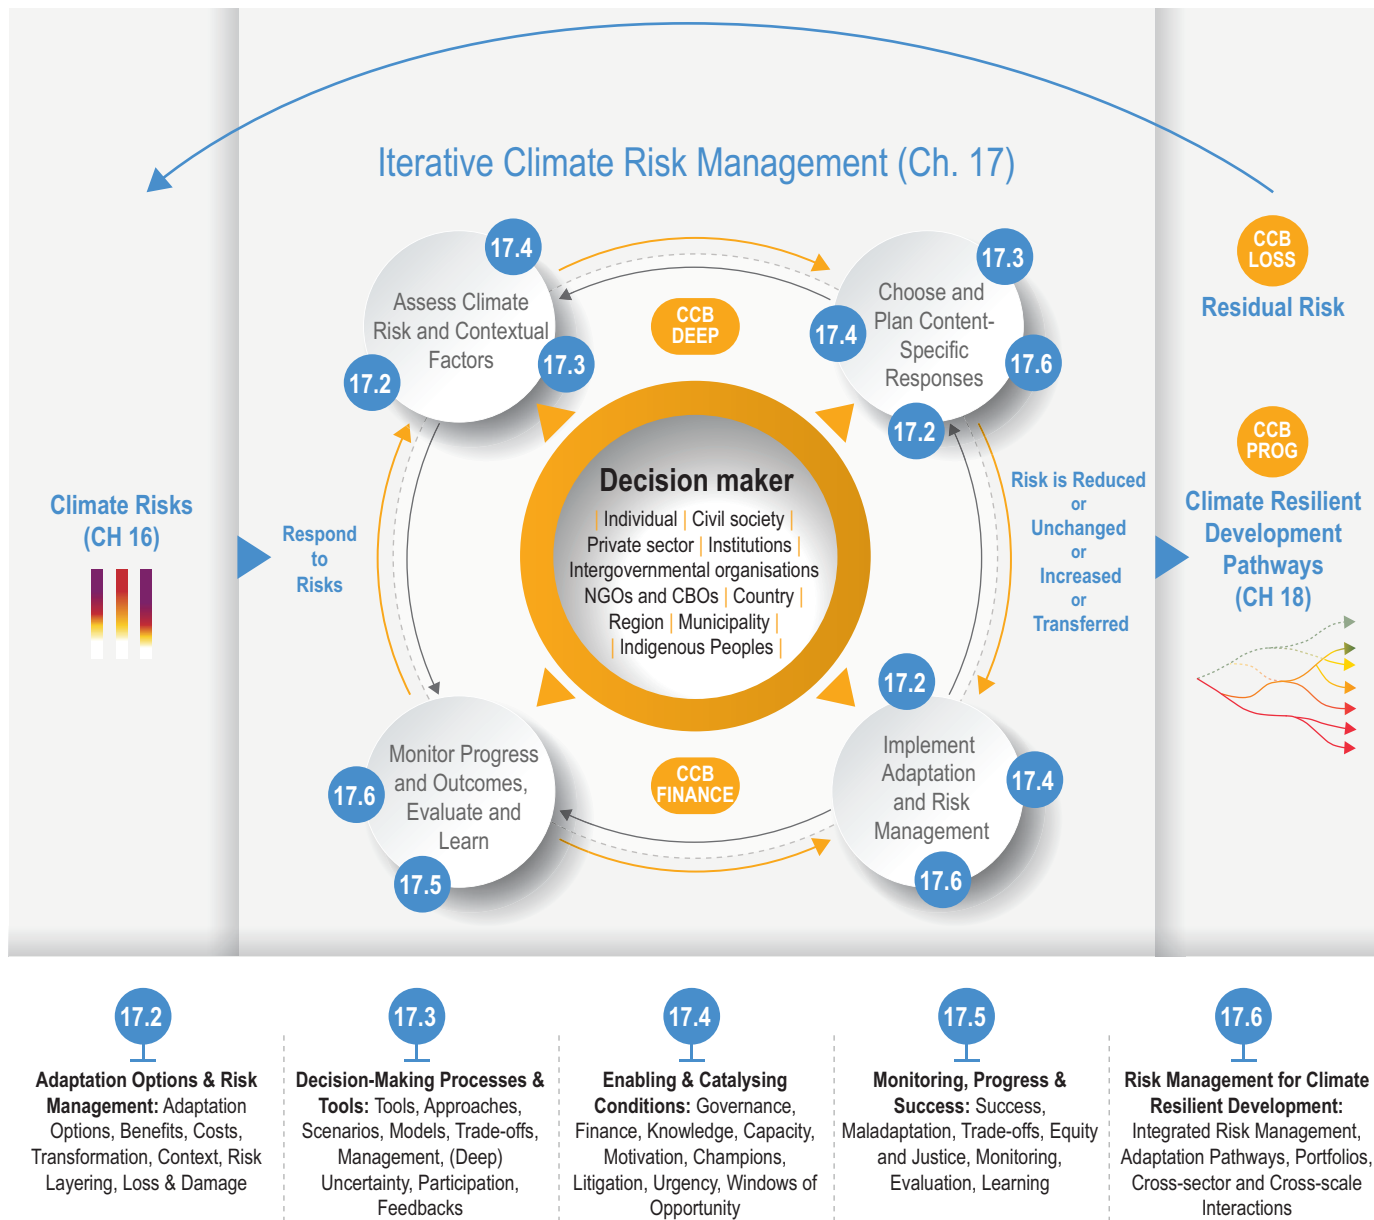 Iterative Climate Risk Management (Ch. 17)
Climate Risks
(CH 16)
Respond
to
Risks
17.4
Assess Climate
Risk and Contextual
Factors
17.3
17.2
CCB
DEEP
17.3
Choose and
Plan Content-
Specific
Responses
17.4
17.6
17.2
Decision maker
| Individual | Civil society |
Private sector | Institutions |
Intergovernmental organisations
NGOs and CBOs | Country |
Region | Municipality |
| Indigenous Peoples |
Risk is Reduced
or
Unchanged
or
Increased
or
Transferred
Monitor Progress
and Outcomes,
Evaluate and
Learn
17.6
17.5
CCB
FINANCE
17.2
Implement
Adaptation
and Risk
Management
17.4
17.6
CCB
LOSS
Residual Risk
CCB
PROG
Climate Resilient
Development
Pathways
(CH 18)
17.2
Adaptation Options & Risk
Management: Adaptation
Options, Benefits, Costs,
Transformation, Context, Risk
Layering, Loss & Damage
17.3
Decision-Making Processes &
Tools: Tools, Approaches,
Scenarios, Models, Trade-offs,
Management, (Deep)
Uncertainty, Participation,
Feedbacks
17.4
Enabling & Catalysing
Conditions: Governance,
Finance, Knowledge, Capacity,
Motivation, Champions,
Litigation, Urgency, Windows of
Opportunity
17.5
Monitoring, Progress &
Success: Success,
Maladaptation, Trade-offs, Equity
and Justice, Monitoring,
Evaluation, Learning
17.6
Risk Management for Climate
Resilient Development:
Integrated Risk Management,
Adaptation Pathways, Portfolios,
Cross-sector and Cross-scale
Interactions